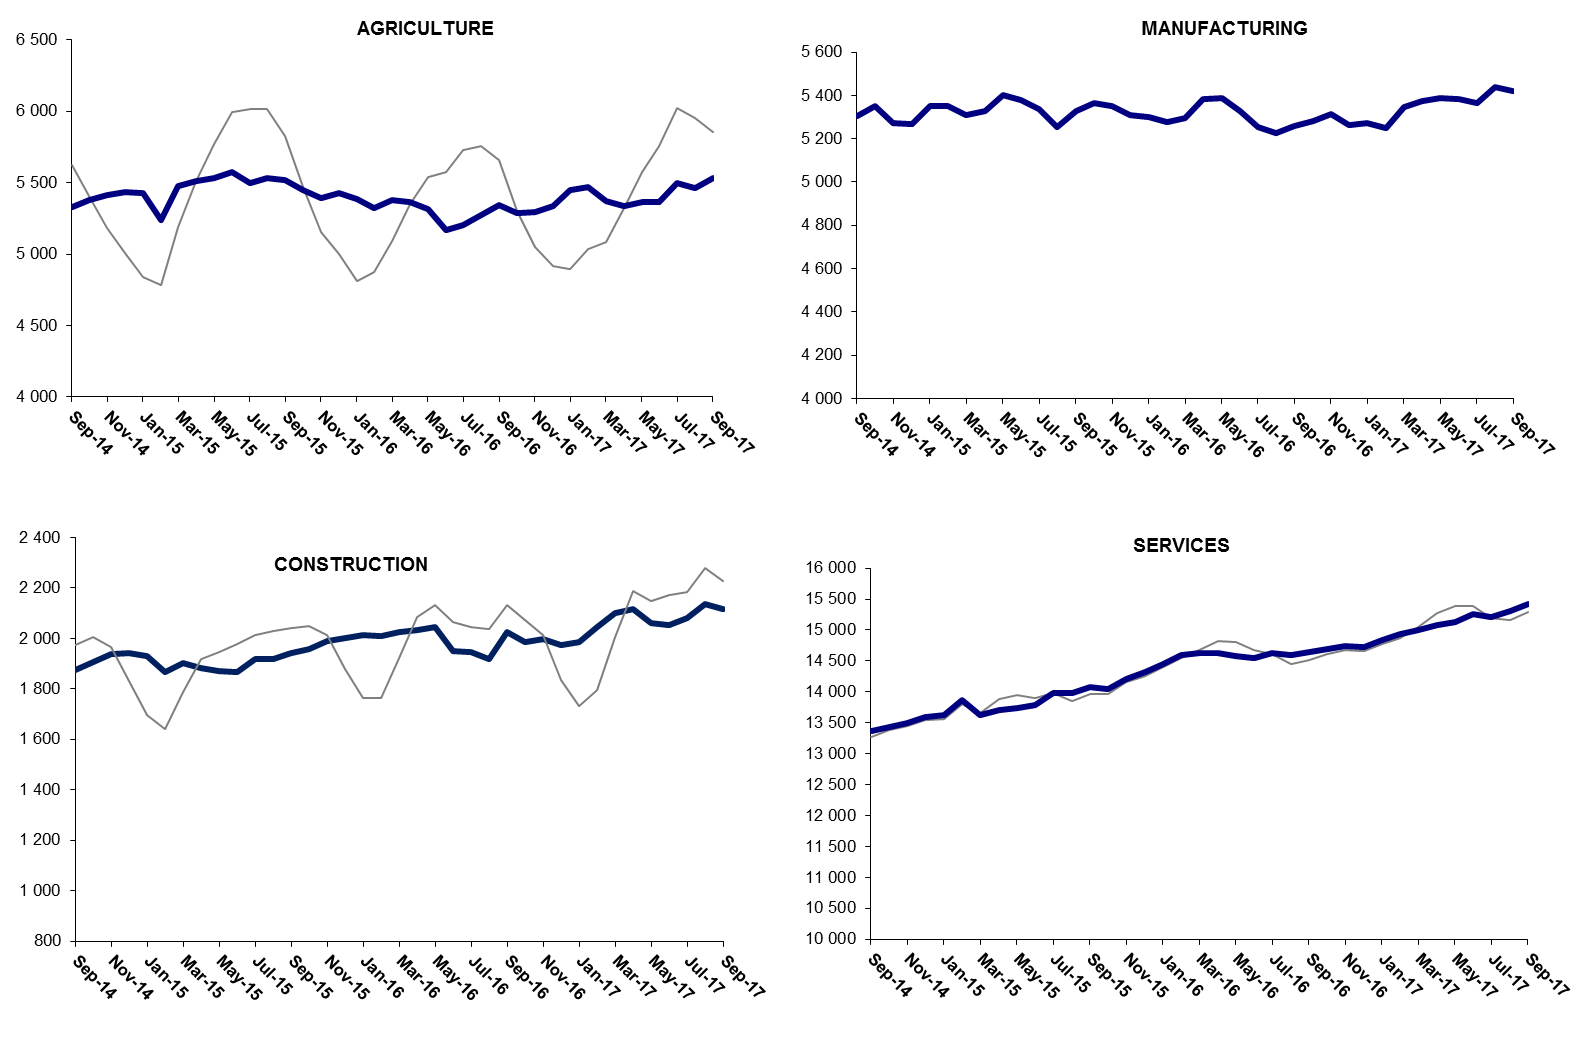 AGRICULTURE
6 500
6 000
5 500
5 000
4 500
4 000
Sep-14
Nov-14
Jan-15
Mar-15
May-15
Jul-15
Sep-15
Nov-15
Jan-16
Mar-16
May-16
Jul-16
Sep-16
Nov-16
Jan-17
Mar-17
May-17
Jul-17
Sep-17
MANUFACTURING
5 600
5 400
5 200
5 000
4 800
4 600
4 400
4 200
4 000
Sep-14
Nov-14
Jan-15
Mar-15
May-15
Jul-15
Sep-15
Nov-15
Jan-16
Mar-16
May-16
Jul-16
Sep-16
Nov-16
Jan-17
Mar-17
May-17
Jul-17
Sep-17
CONSTRUCTION
2 400
2 200
2 000
1 800
1 600
1 400
1 200
1 000
800
Sep-14
Nov-14
Jan-15
Mar-15
May-15
Jul-15
Sep-15
Nov-15
Jan-16
Mar-16
May-16
Jul-16
Sep-16
Nov-16
Jan-17
Mar-17
May-17
Jul-17
Sep-17
SERVICES
16 000
15 500
15 000
14 500
14 000
13 500
13 000
12 500
12 000
11 500
11 000
10 500
10 000
Sep-14
Nov-14
Jan-15
Mar-15
May-15
Jul-15
Sep-15
Nov-15
Jan-16
Mar-16
May-16
Jul-16
Sep-16
Nov-16
Jan-17
Mar-17
May-17
Jul-17
Sep-17